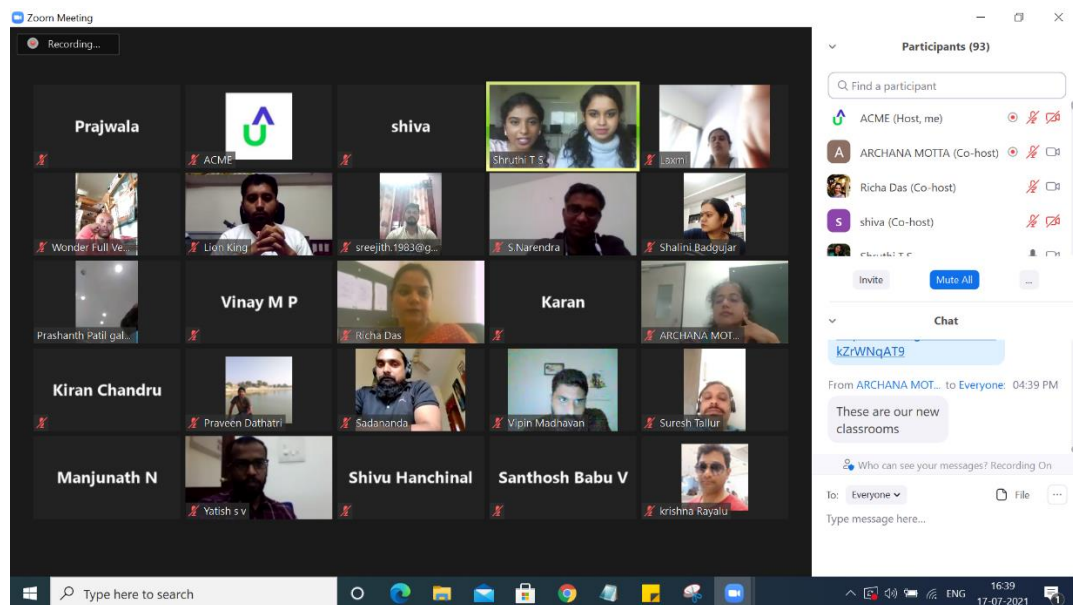 Zoom Meeting
Recording...
Prajwala
ACME
shiva
Shruthi T S
Laxmi
Wonder Full Ve...
Lion King
sreejith.1983@g...
S.Narendra
Shalini Badgujar
Prashanth Patil gal...
Vinay M P
Richa Das
Karan
ARCHANA MOT...
Kiran Chandru
Praveen Dathatri
Sadananda
Vipin Madhavan
Suresh Tallur
Manjunath N
Yatish s v
Shivu Hanchinal
Santhosh Babu V
krishna Rayalu
Participants (93)
Find a participant
ACME (Host, me)
A ARCHANA MOTTA (Co-host)
Richa Das (Co-host)
s shiva (Co-host)
Shruthi T S
Invite Mute All ...
Chat
kZrWNqAT9
From ARCHANA MOT... to Everyone: 04:39 PM
These are our new
classrooms
Who can see your messages? Recording On
To: Everyone File ...
Type message here...
Type here to search
ENG
16:39
17-07-2021
1